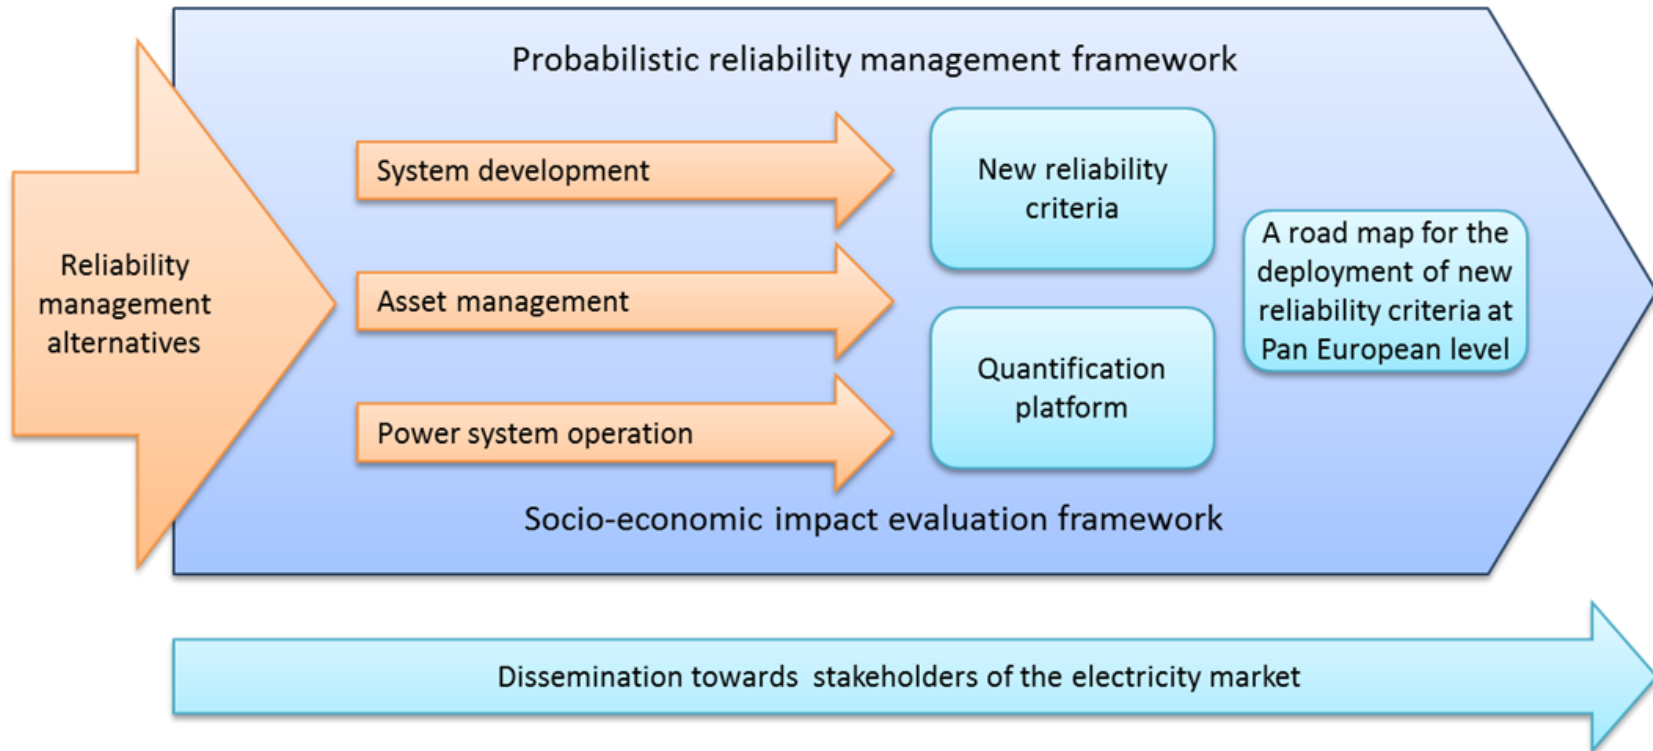 Probabilistic reliability management framework
Reliability
management
alternatives
System development
Asset management
Power system operation
New reliability
criteria
Quantification
platform
A road map for the
deployment of new
reliability criteria at
Pan European level
Socio-economic impact evaluation framework
Dissemination towards stakeholders of the electricity market